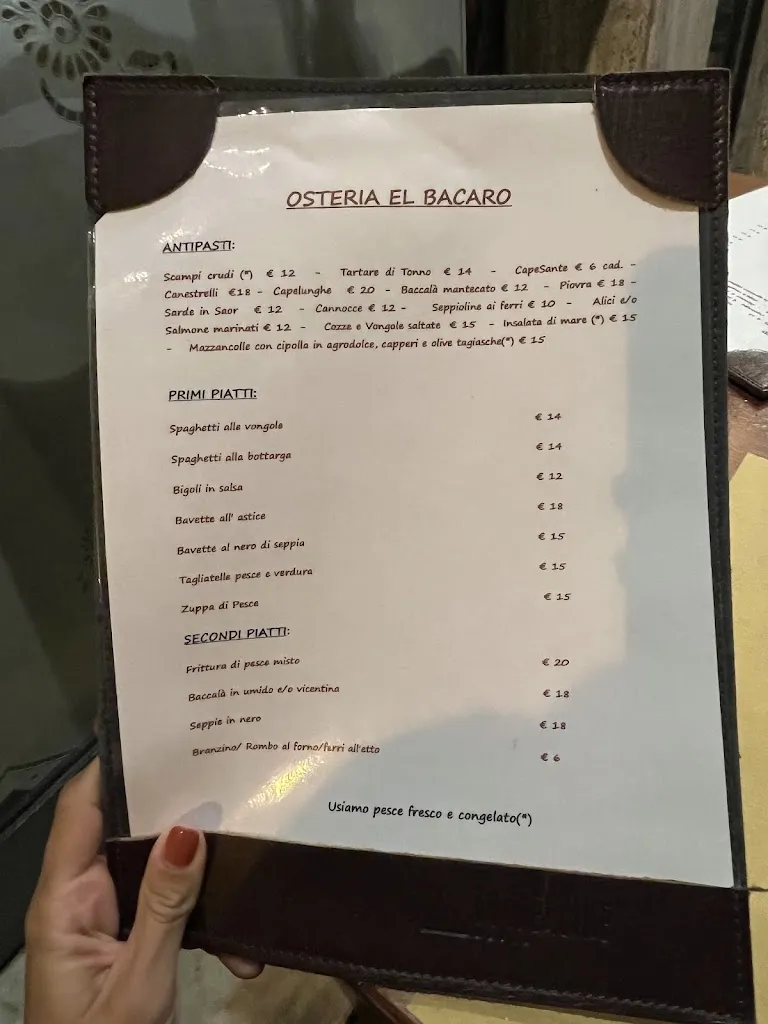 OSTERIA EL BACARO
ANTIPASTI:
Scampi crudi (*) € 12 - Tartare di Tonno € 14 - CapeSante € 6 cad. -
Canestrelli €18 - Capelunghe € 20 - Baccalà mantecato € 12 - Piovra € 18 -
Sarde in Saor € 12 - Cannocce € 12 - Seppioline ai ferri € 10 - Alici e/o
Salmone marinati € 12 - Cozze e Vongole saltate € 15 - Insalata di mare (*) € 15
- Mazzancolle con cipolla in agrodolce, capperi e olive tagiasche(*) € 15
PRIMI PIATTI:
Spaghetti alle vongole € 14
Spaghetti alla bottarga € 14
Bigoli in salsa € 12
Bavette all' astice € 18
Bavette al nero di seppia € 15
Tagliatelle pesce e verdura € 15
Zuppa di Pesce € 15
SECONDI PIATTI:
Frittura di pesce misto € 20
Baccalà in umido e/o vicentina € 18
Seppie in nero € 18
Branzino/ Rombo al forno/ferri all'etto € 6
Usiamo pesce fresco e congelato(*)